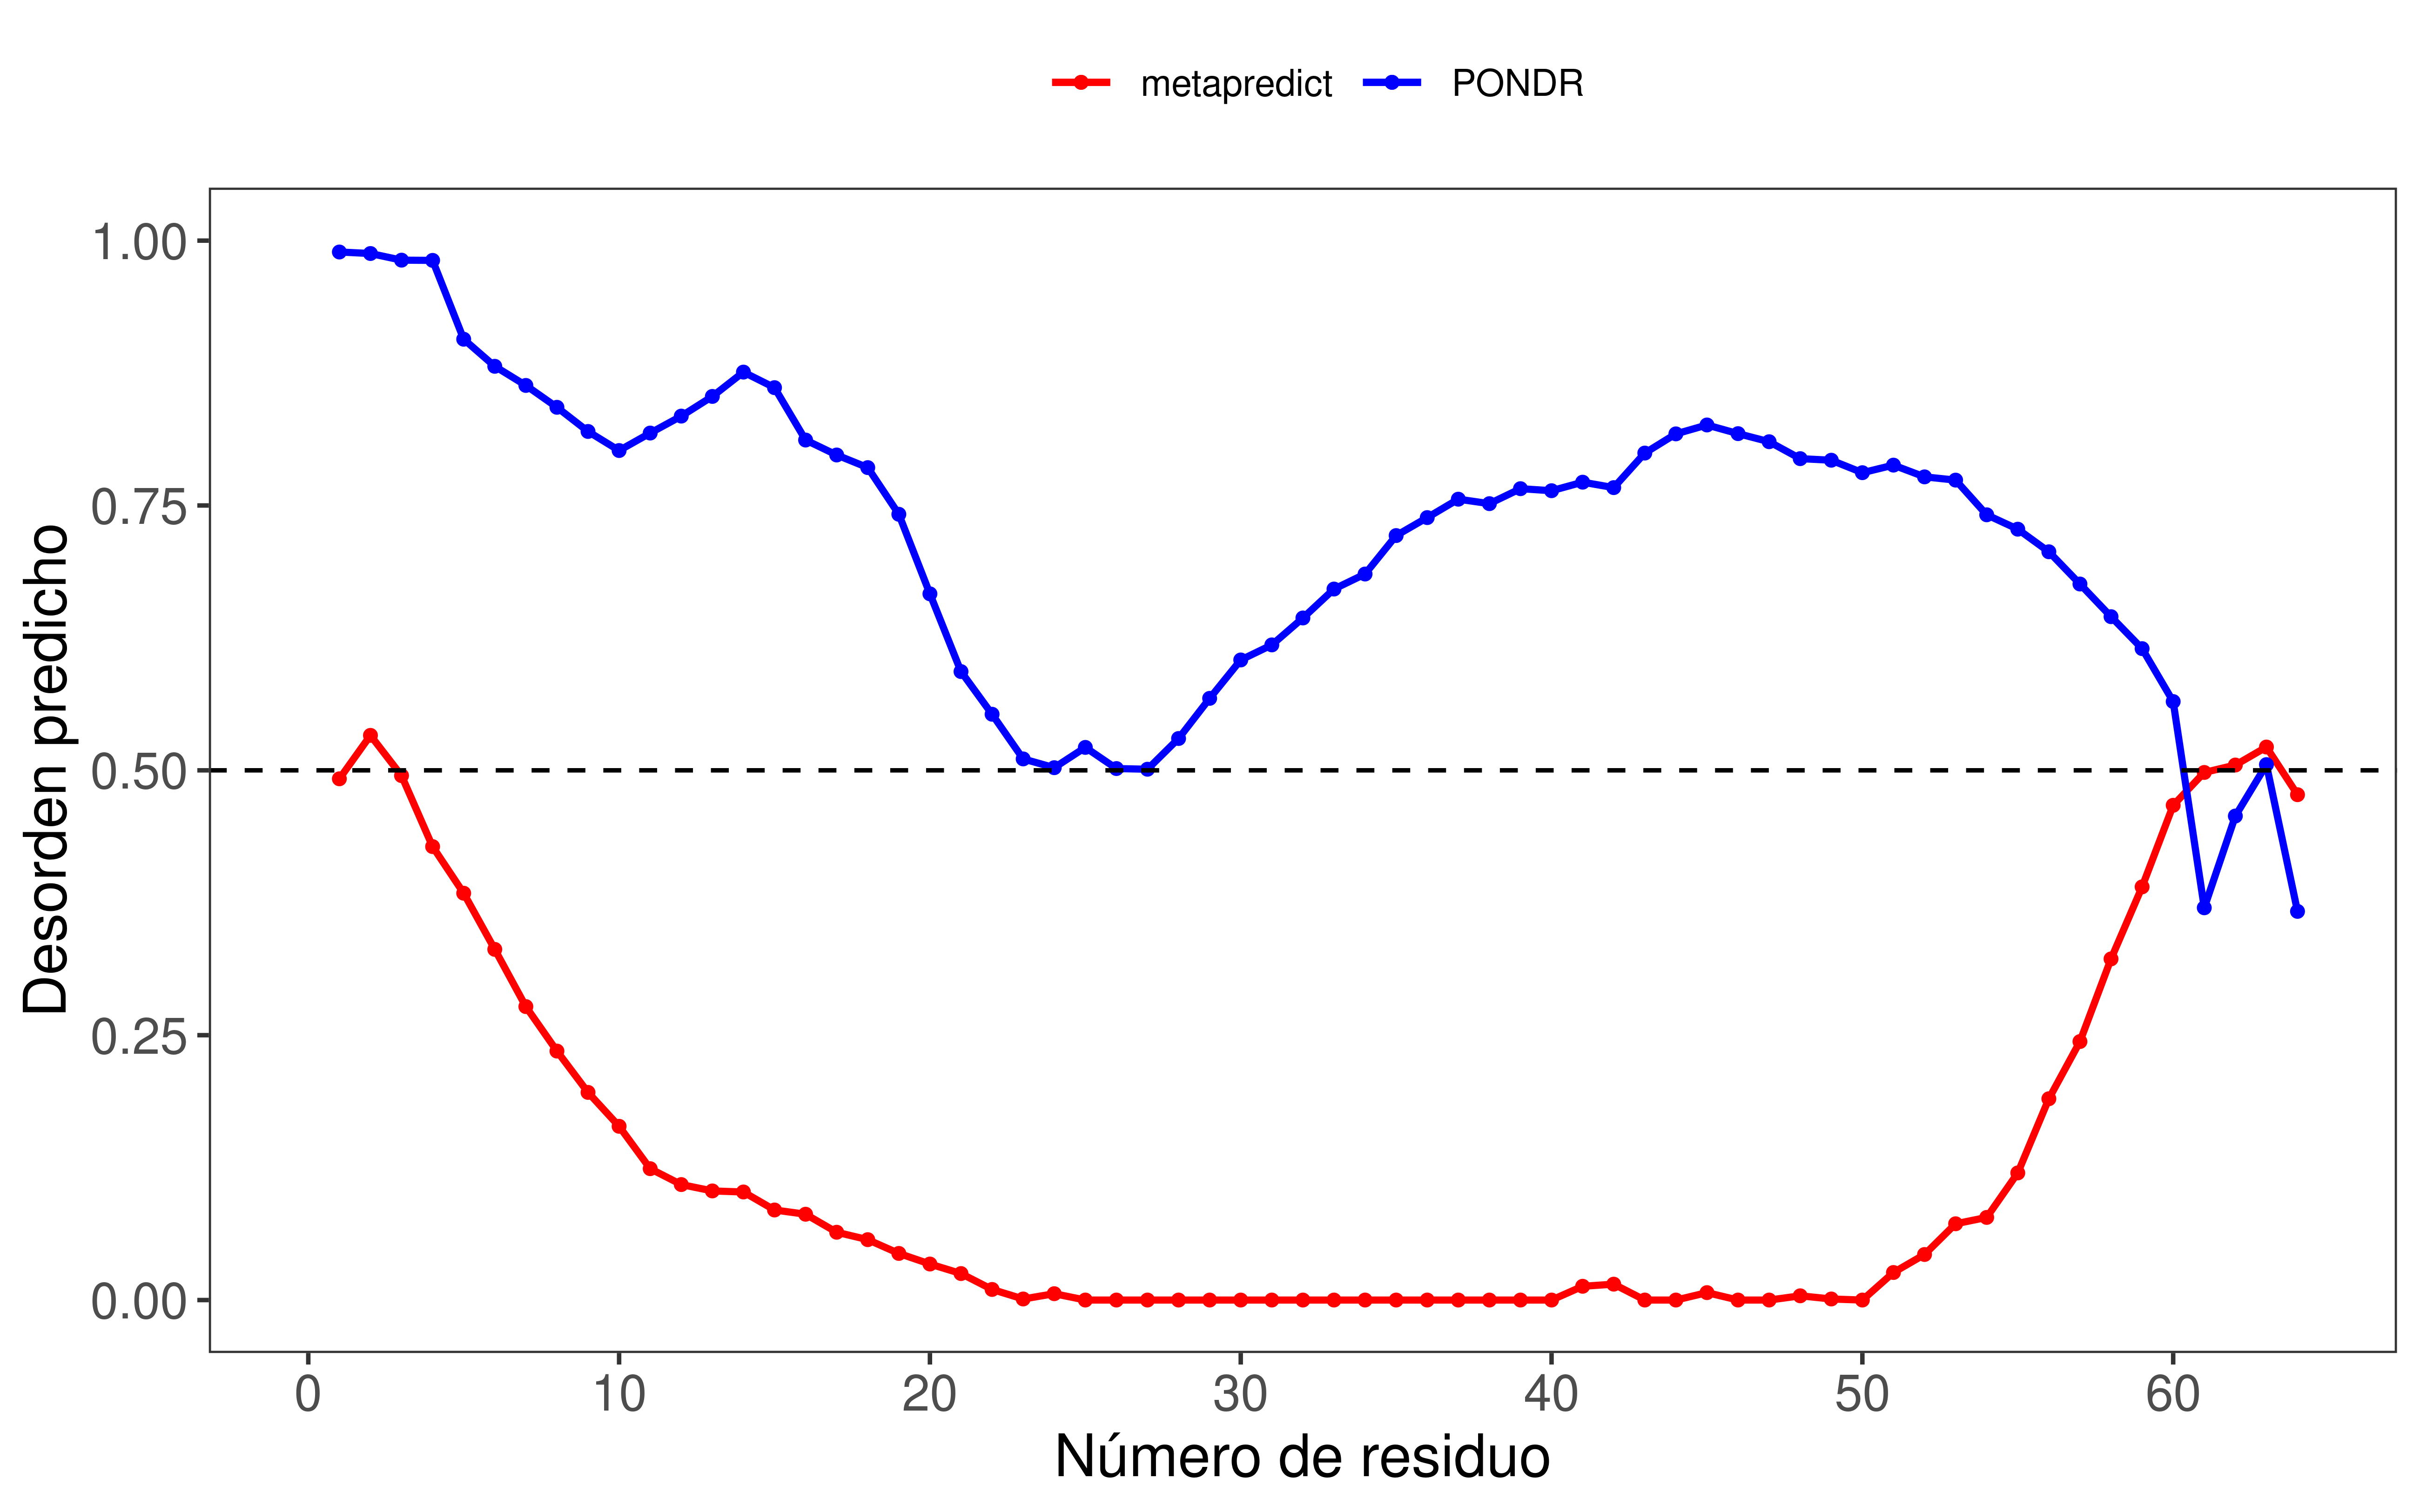 metapredict PONDR
1.00
0.75
0.50
0.25
0.00
Desorden predicho
0 10 20 30 40 50 60
Número de residuo